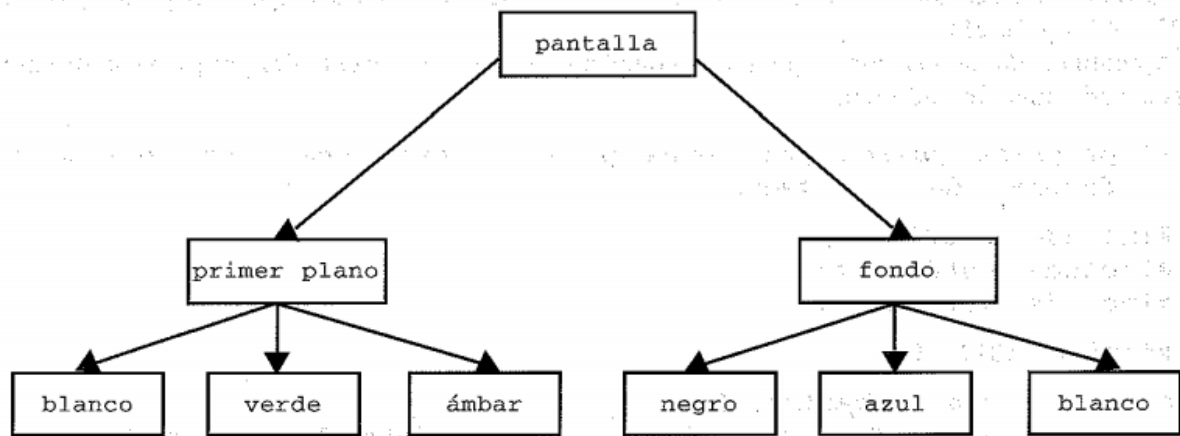 pantalla
primer plano
fondo
blanco
verde
ámbar
negro
azul
blanco